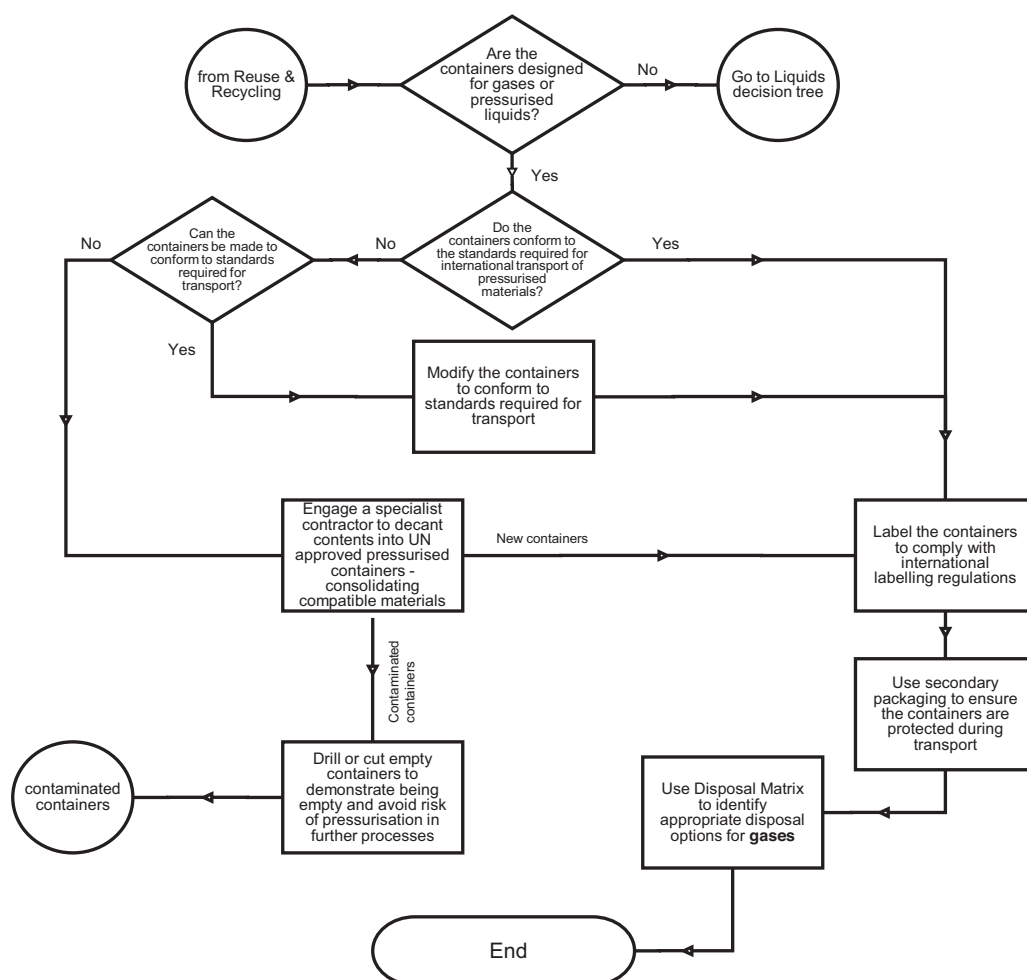 from Reuse &
Recycling
Are the
containers designed
for gases or
pressurised
liquids?
No
Go to Liquids
decision tree
Yes
Can the
containers be made to
conform to standards
required for
transport?
No
Do the
containers conform to
the standards required for
international transport of
pressurised
materials?
No
Yes
Yes
Modify the containers
to conform to
standards required for
transport
Engage a specialist
contractor to decant
contents into UN
approved pressurised
containers -
consolidating
compatible materials
New containers
Label the containers
to comply with
international
labelling regulations
Contaminated
containers
Use secondary
packaging to ensure
the containers are
protected during
transport
Drill or cut empty
containers to
demonstrate being
empty and avoid risk
of pressurisation in
further processes
contaminated
containers
Use Disposal Matrix
to identify
appropriate disposal
options for gases
End